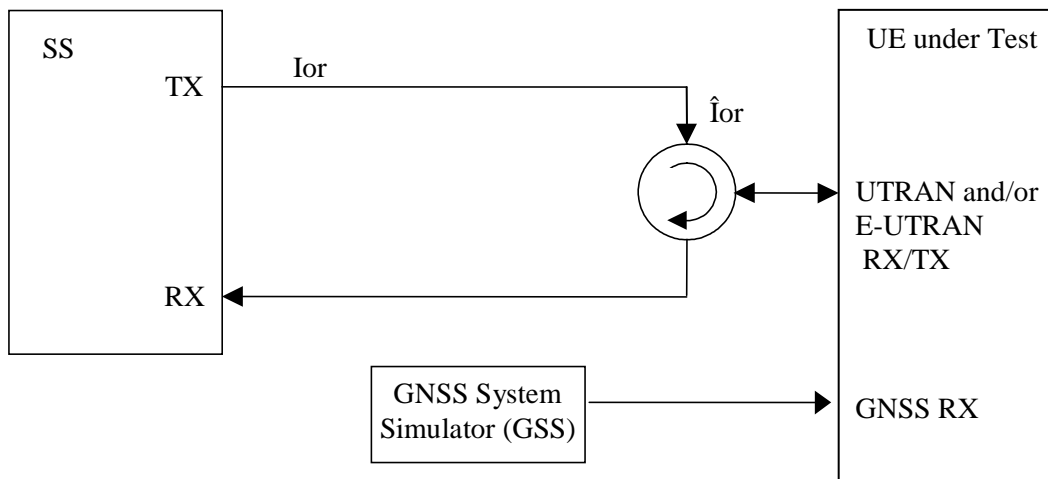 SS
UE under Test
TX
Ior
Îor
UTRAN and/or
E-UTRAN
RX/TX
RX
GNSS System
Simulator (GSS)
GNSS RX